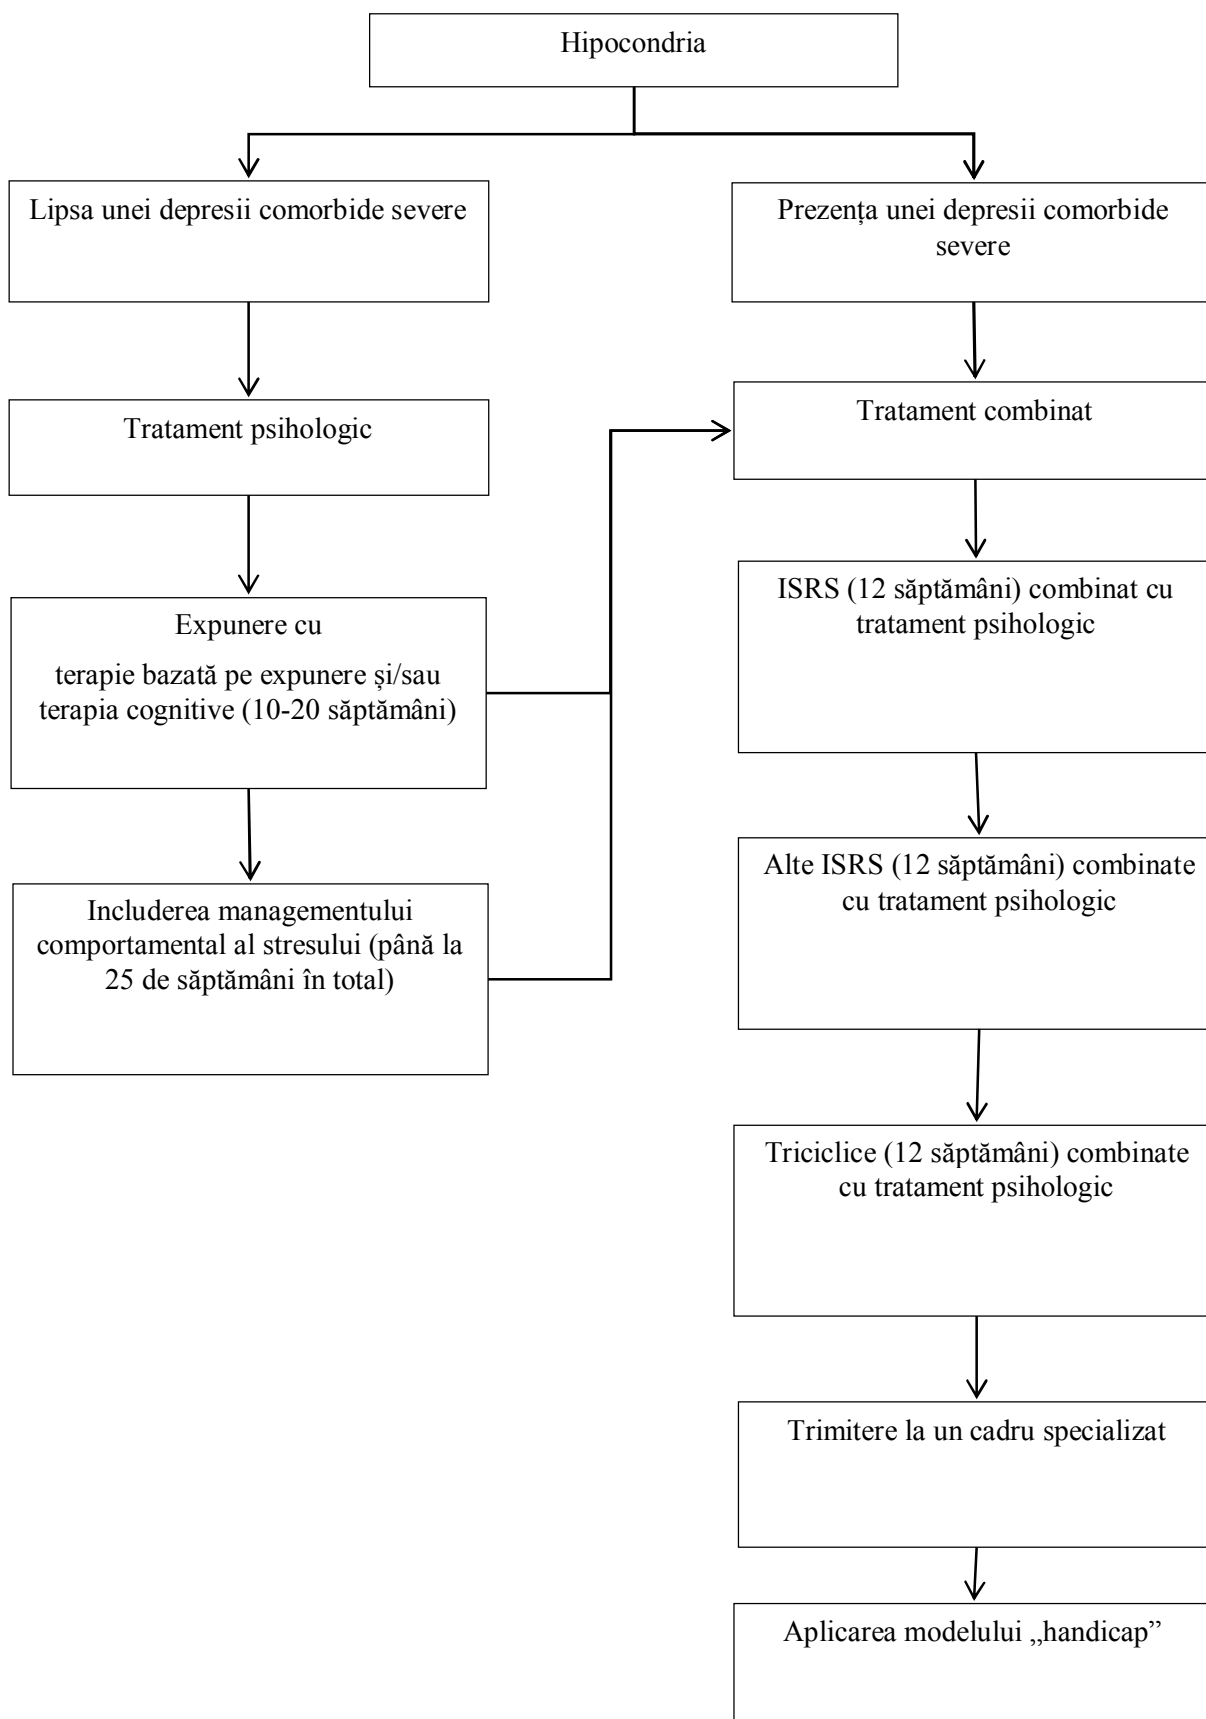 Hipocondria
Lipsa unei depresii comorbide severe
Prezența unei depresii comorbide
severe
Tratament psihologic
Tratament combinat
Expunere cu
terapie bazată pe expunere și/sau
terapia cognitive (10-20 săptămâni)
ISRS (12 săptămâni) combinat cu
tratament psihologic
Includerea managementului
comportamental al stresului (până la
25 de săptămâni în total)
Alte ISRS (12 săptămâni) combinate
cu tratament psihologic
Triciclice (12 săptămâni) combinate
cu tratament psihologic
Trimitere la un cadru specializat
Aplicarea modelului „handicap”